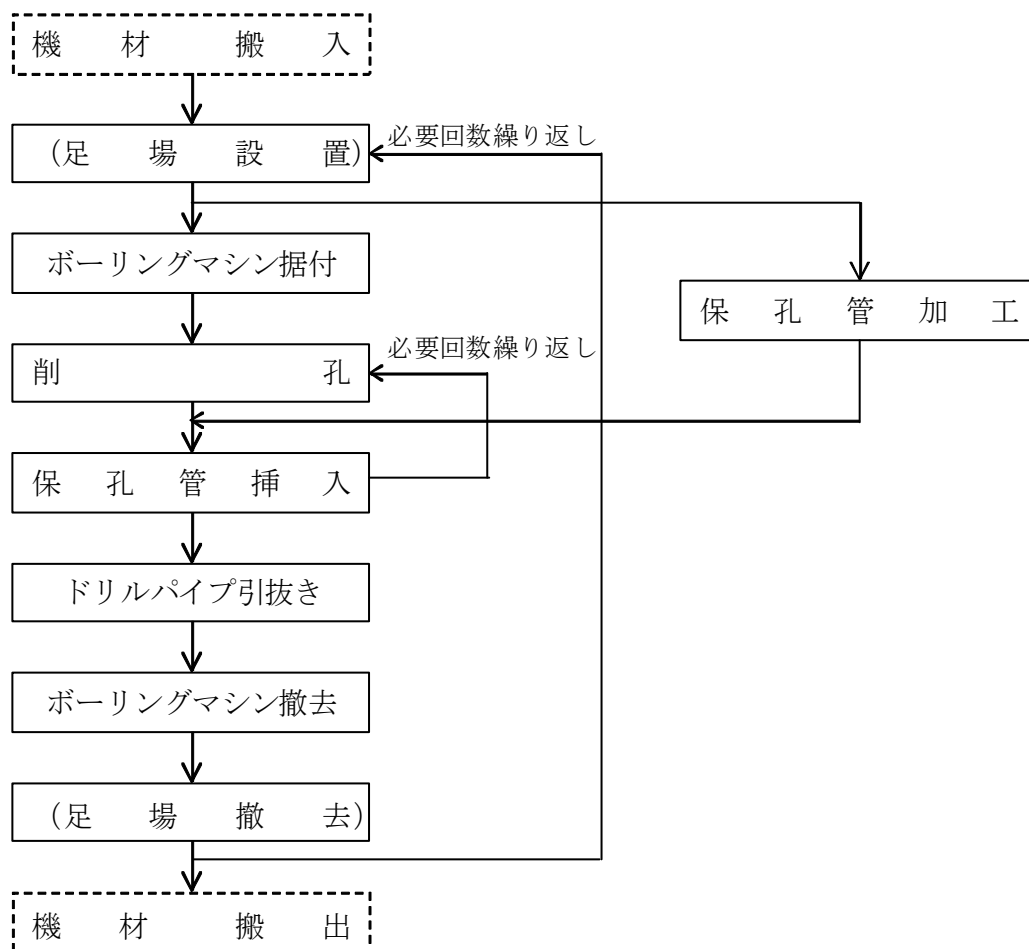 機材搬入
(足場設置)
必要回数繰り返し
ボーリングマシン据付
保孔管加工
必要回数繰り返し
削孔
保孔管挿入
ドリルパイプ引抜き
ボーリングマシン撤去
(足場撤去)
機材搬出